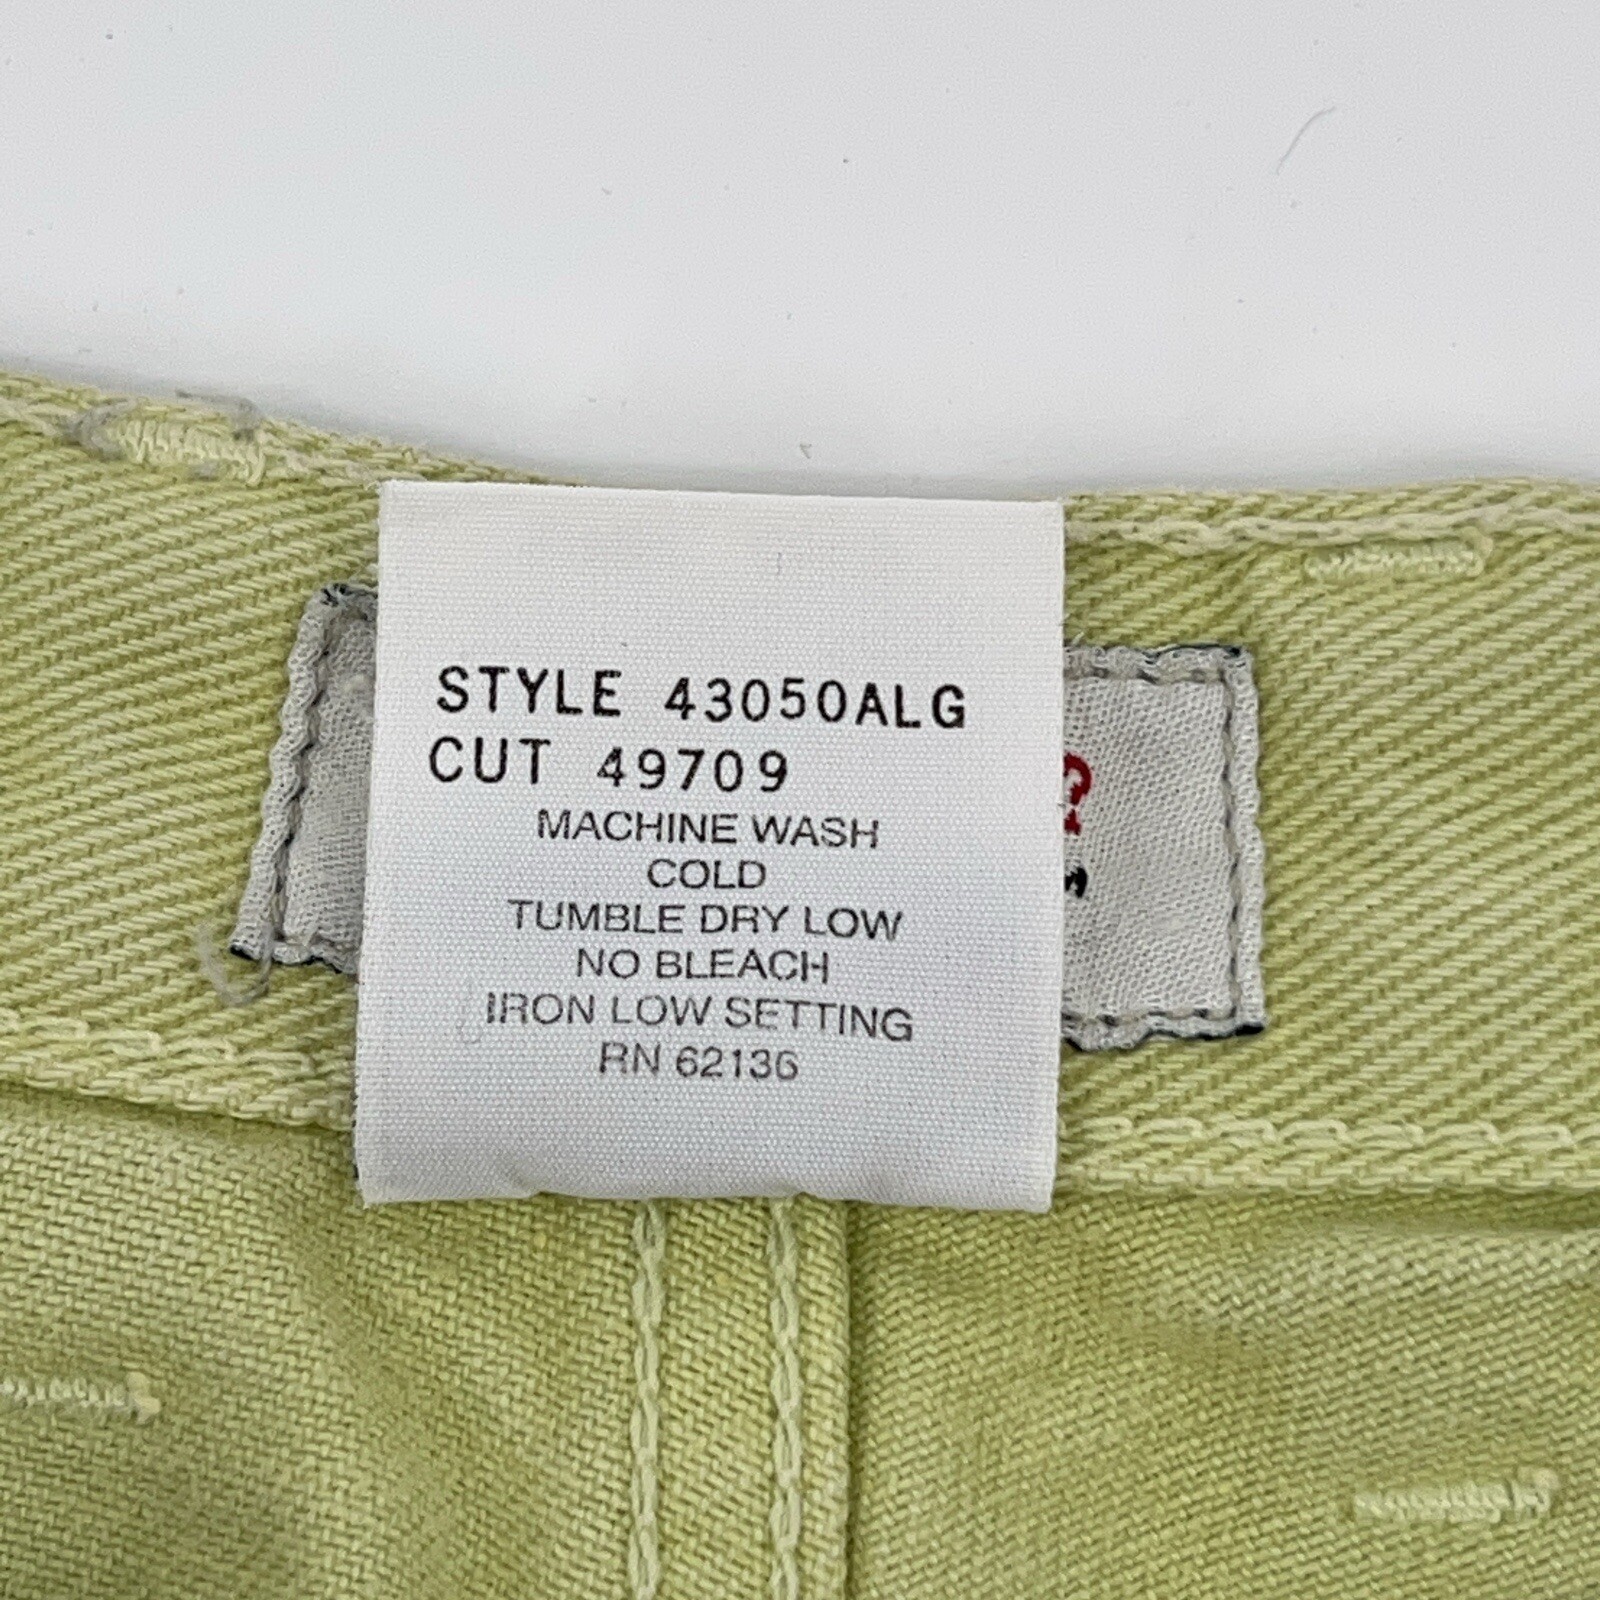 STYLE 43050ALG
CUT 49709
MACHINE WASH
COLD
TUMBLE DRY LOW
NO BLEACH
IRON LOW SETTING
RN 62136
?